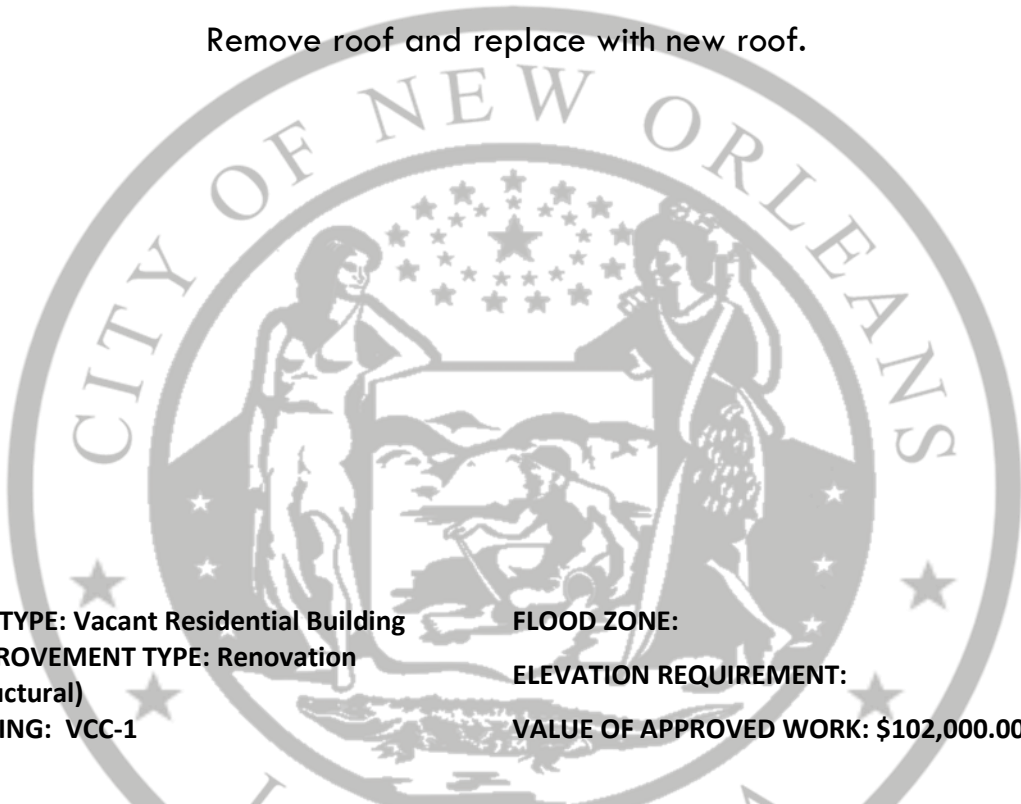 Remove roof and replace with new roof.
CITY OF NEW ORLEANS
TYPE: Vacant Residential Building
ROVEMENT TYPE: Renovation
uctural)
ING: VCC-1
FLOOD ZONE:
ELEVATION REQUIREMENT:
VALUE OF APPROVED WORK: $102,000.00